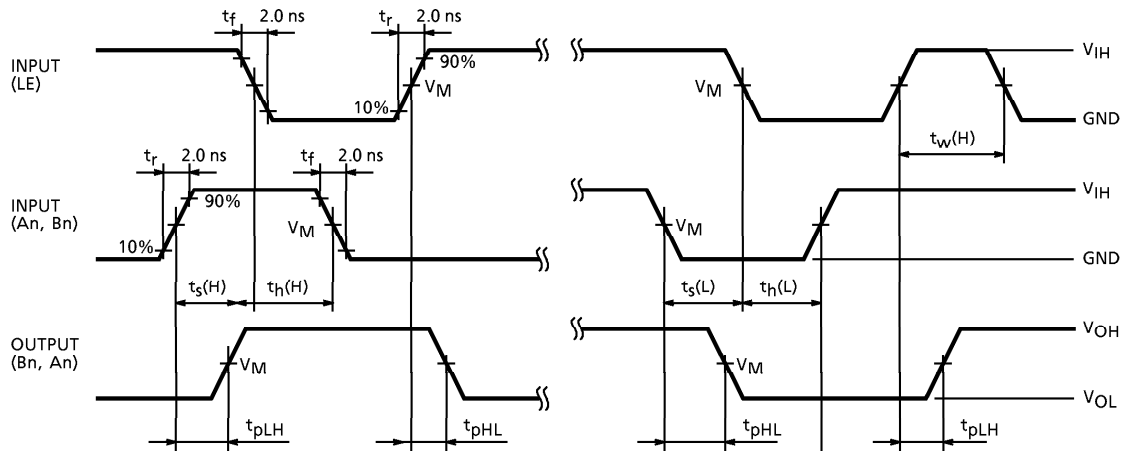 tf 2.0 ns tr 2.0 ns
INPUT
(LE)
90%
VM
10%
VM
VIH
GND
tw(H)
tr 2.0 ns tf 2.0 ns
INPUT
(An, Bn)
90%
VM
10%
VM
VIH
GND
ts(H) th(H) ts(L) th(L)
OUTPUT
(Bn, An)
VM
VM
VOH
VOL
tpLH tpHL tpHL tpLH